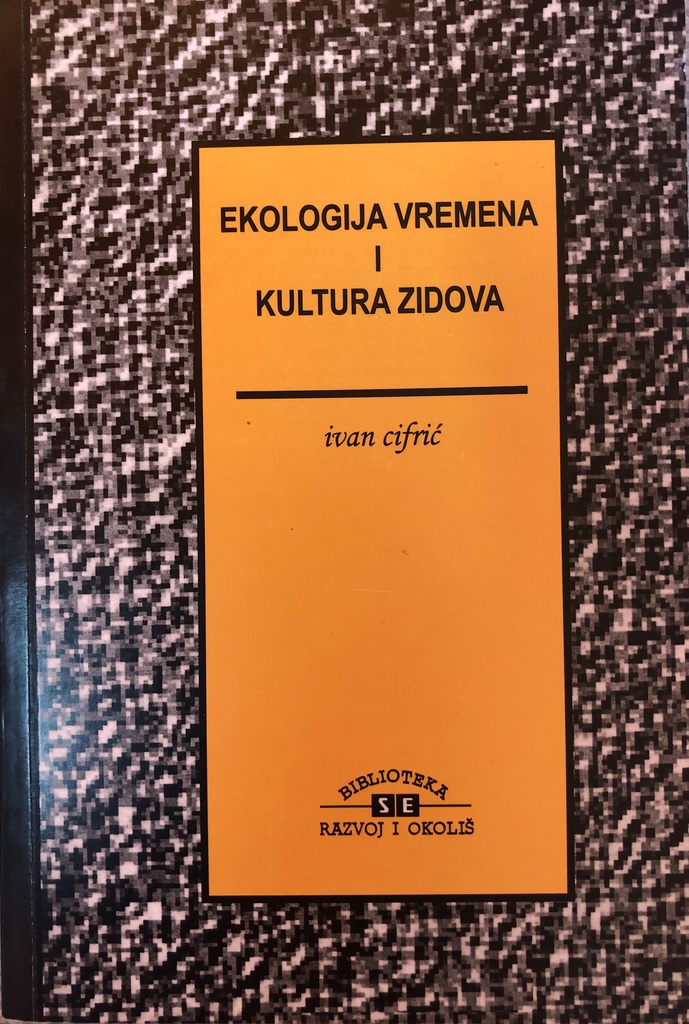 EKOLOGIJA VREMENA
I
KULTURA ZIDOVA
ivan cifrić
BIBLIOTEKA
SE
RAZVOJ I OKOLIŠ